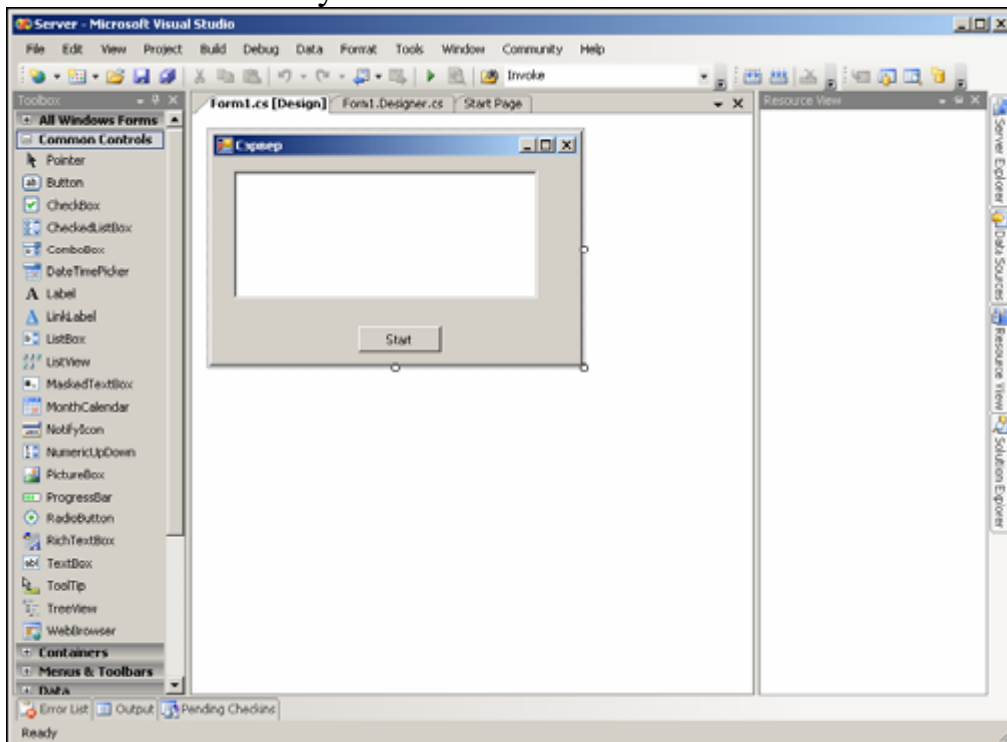 Server - Microsoft Visual Studio
File Edit View Project Build Debug Data Format Tools Window Community Help
Invoke
Toolbox
Form1.cs [Design] Form1.Designer.cs Start Page
Resource View
All Windows Forms
Common Controls
Pointer
Button
CheckBox
CheckedListBox
ComboBox
DateTimePicker
Label
LinkLabel
ListBox
ListView
MaskedTextBox
MonthCalendar
NotifyIcon
NumericUpDown
PictureBox
ProgressBar
RadioButton
RichTextBox
TextBox
ToolTip
TreeView
WebBrowser
Containers
Menus & Toolbars
Data
Сэрвер
Start
Server Explorer
Data Sources
Resource View
Solution Explorer
Error List Output Pending Checkins
Ready